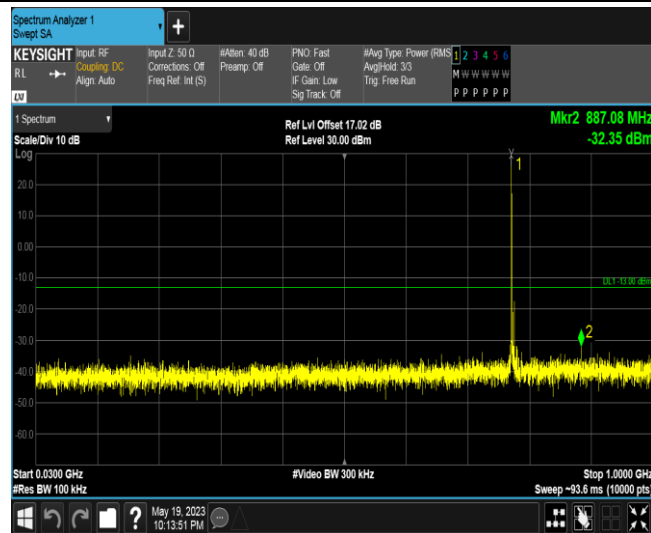 Spectrum Analyzer 1
Swept SA
+
KEYSIGHT
RL
LXI
Input: RF
Coupling: DC
Align: Auto
Input Z: 50 Ω
Corrections: Off
Freq Ref: Int (S)
#Atten: 40 dB
Preamp: Off
PNO: Fast
Gate: Off
IF Gain: Low
Sig Track: Off
#Avg Type: Power (RMS
Avg|Hold: 3/3
Trig: Free Run
1 2 3 4 5 6
M W W W W W
P P P P P P
1 Spectrum
Scale/Div 10 dB
Log
Ref Lvl Offset 17.02 dB
Ref Level 30.00 dBm
Mkr2 887.08 MHz
-32.35 dBm
1
20.0
10.0
0.00
-10.0
DL1 -13.00 dBm
-20.0
-30.0
2
-40.0
-50.0
-60.0
Start 0.0300 GHz
#Res BW 100 kHz
#Video BW 300 kHz
Stop 1.0000 GHz
Sweep ~93.6 ms (10000 pts)
?
May 19, 2023
10:13:51 PM